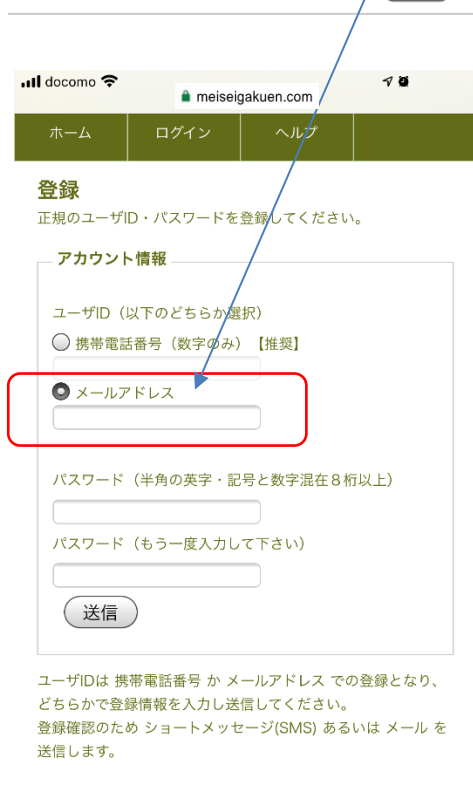 docomo
meiseigakuen.com
ホーム ログイン ヘルプ
登録
正規のユーザID・パスワードを登録してください。
アカウント情報
ユーザID（以下のどちらか選択）
携帯電話番号（数字のみ）【推奨】
メールアドレス
パスワード（半角の英字・記号と数字混在８桁以上）
パスワード（もう一度入力して下さい）
送信
ユーザIDは 携帯電話番号 か メールアドレス での登録となり、
どちらかで登録情報を入力し送信してください。
登録確認のため ショートメッセージ(SMS) あるいは メール を
送信します。